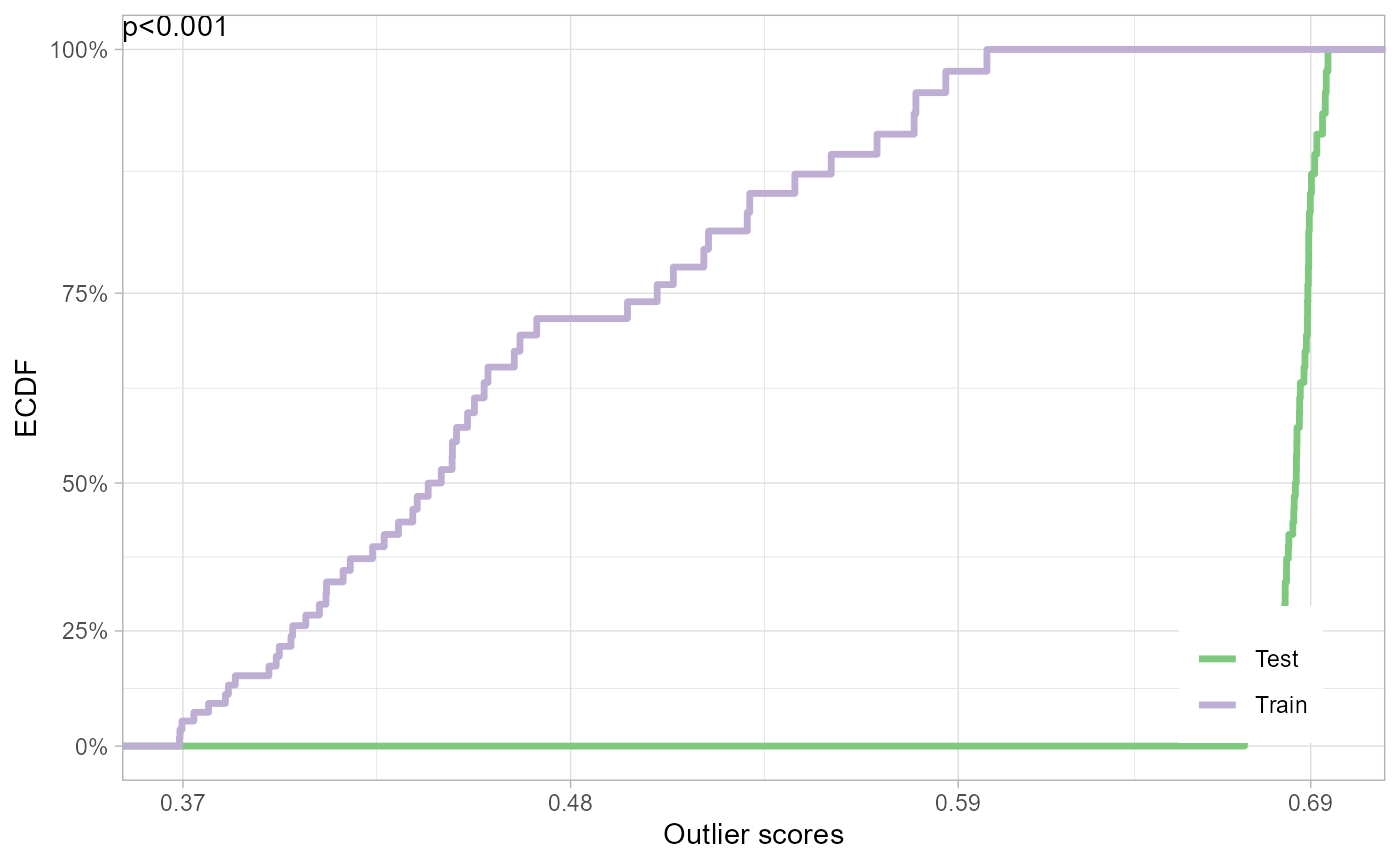 p<0.001
100%
75%
50%
25%
0%
ECDF
Test
Train
0.37 0.48 0.59 0.69
Outlier scores